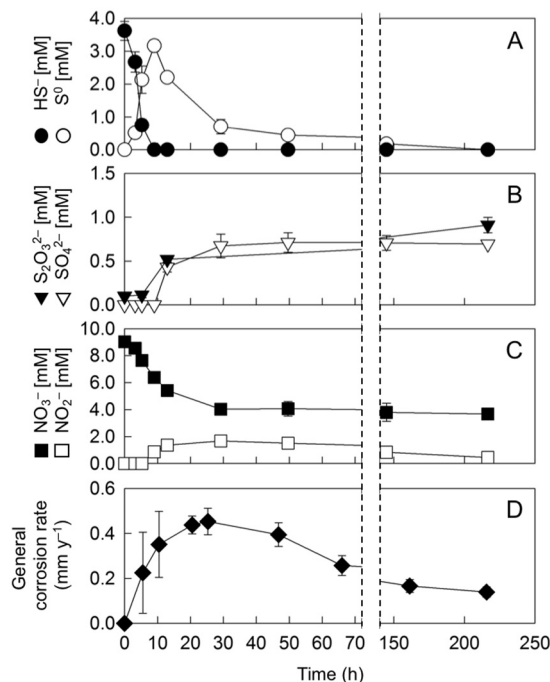 HS⁻ [mM]
S⁰ [mM]
4.0
3.0
2.0
1.0
0.0
A
S₂O₃²⁻ [mM]
SO₄²⁻ [mM]
1.5
1.0
0.5
0.0
B
NO₃⁻ [mM]
NO₂⁻ [mM]
10.0
8.0
6.0
4.0
2.0
0.0
C
General
corrosion rate
(mm y⁻¹)
0.6
0.4
0.2
0.0
D
0 10 20 30 40 50 60 70 150 200 250
Time (h)